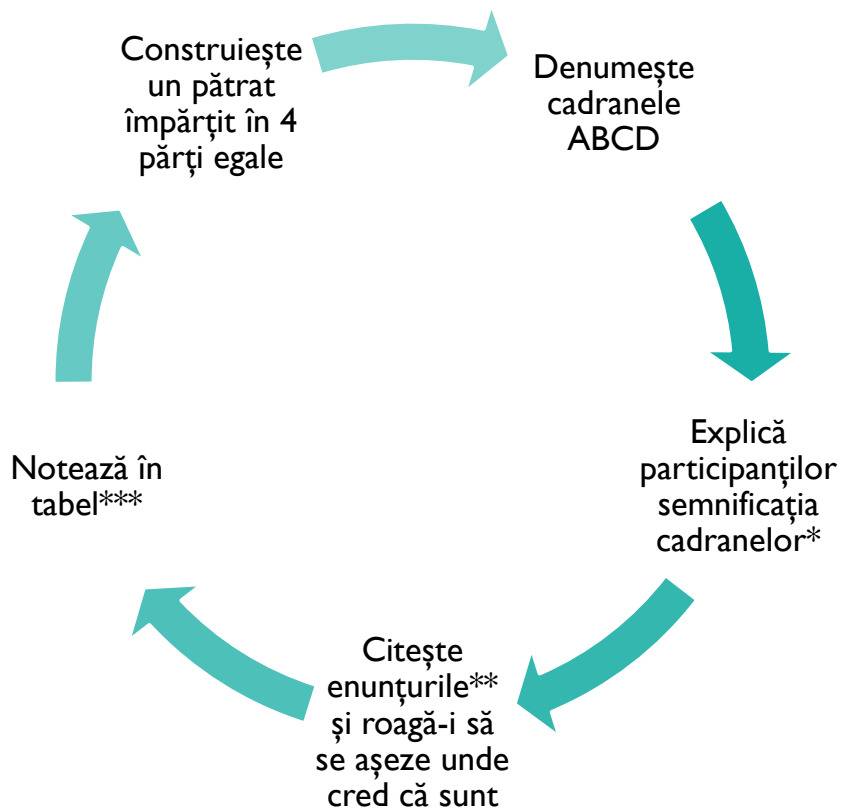 Construiește
un pătrat
împărțit în 4
părți egale
Denumește
cadranele
ABCD
Explică
participanților
semnificația
cadranelor*
Citește
enunțurile**
și roagă-i să
se așeze unde
cred că sunt
Notează în
tabel***